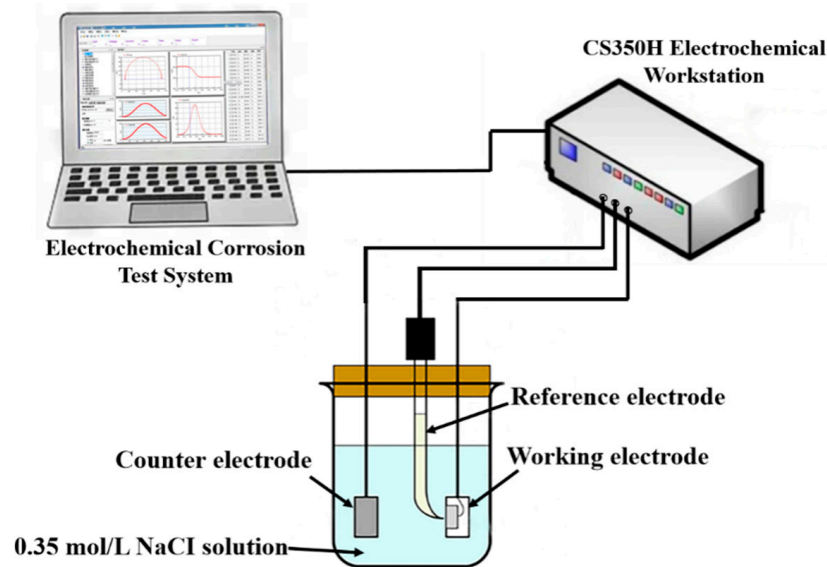 CS350H Electrochemical
Workstation
Electrochemical Corrosion
Test System
Reference electrode
Counter electrode
Working electrode
0.35 mol/L NaCI solution